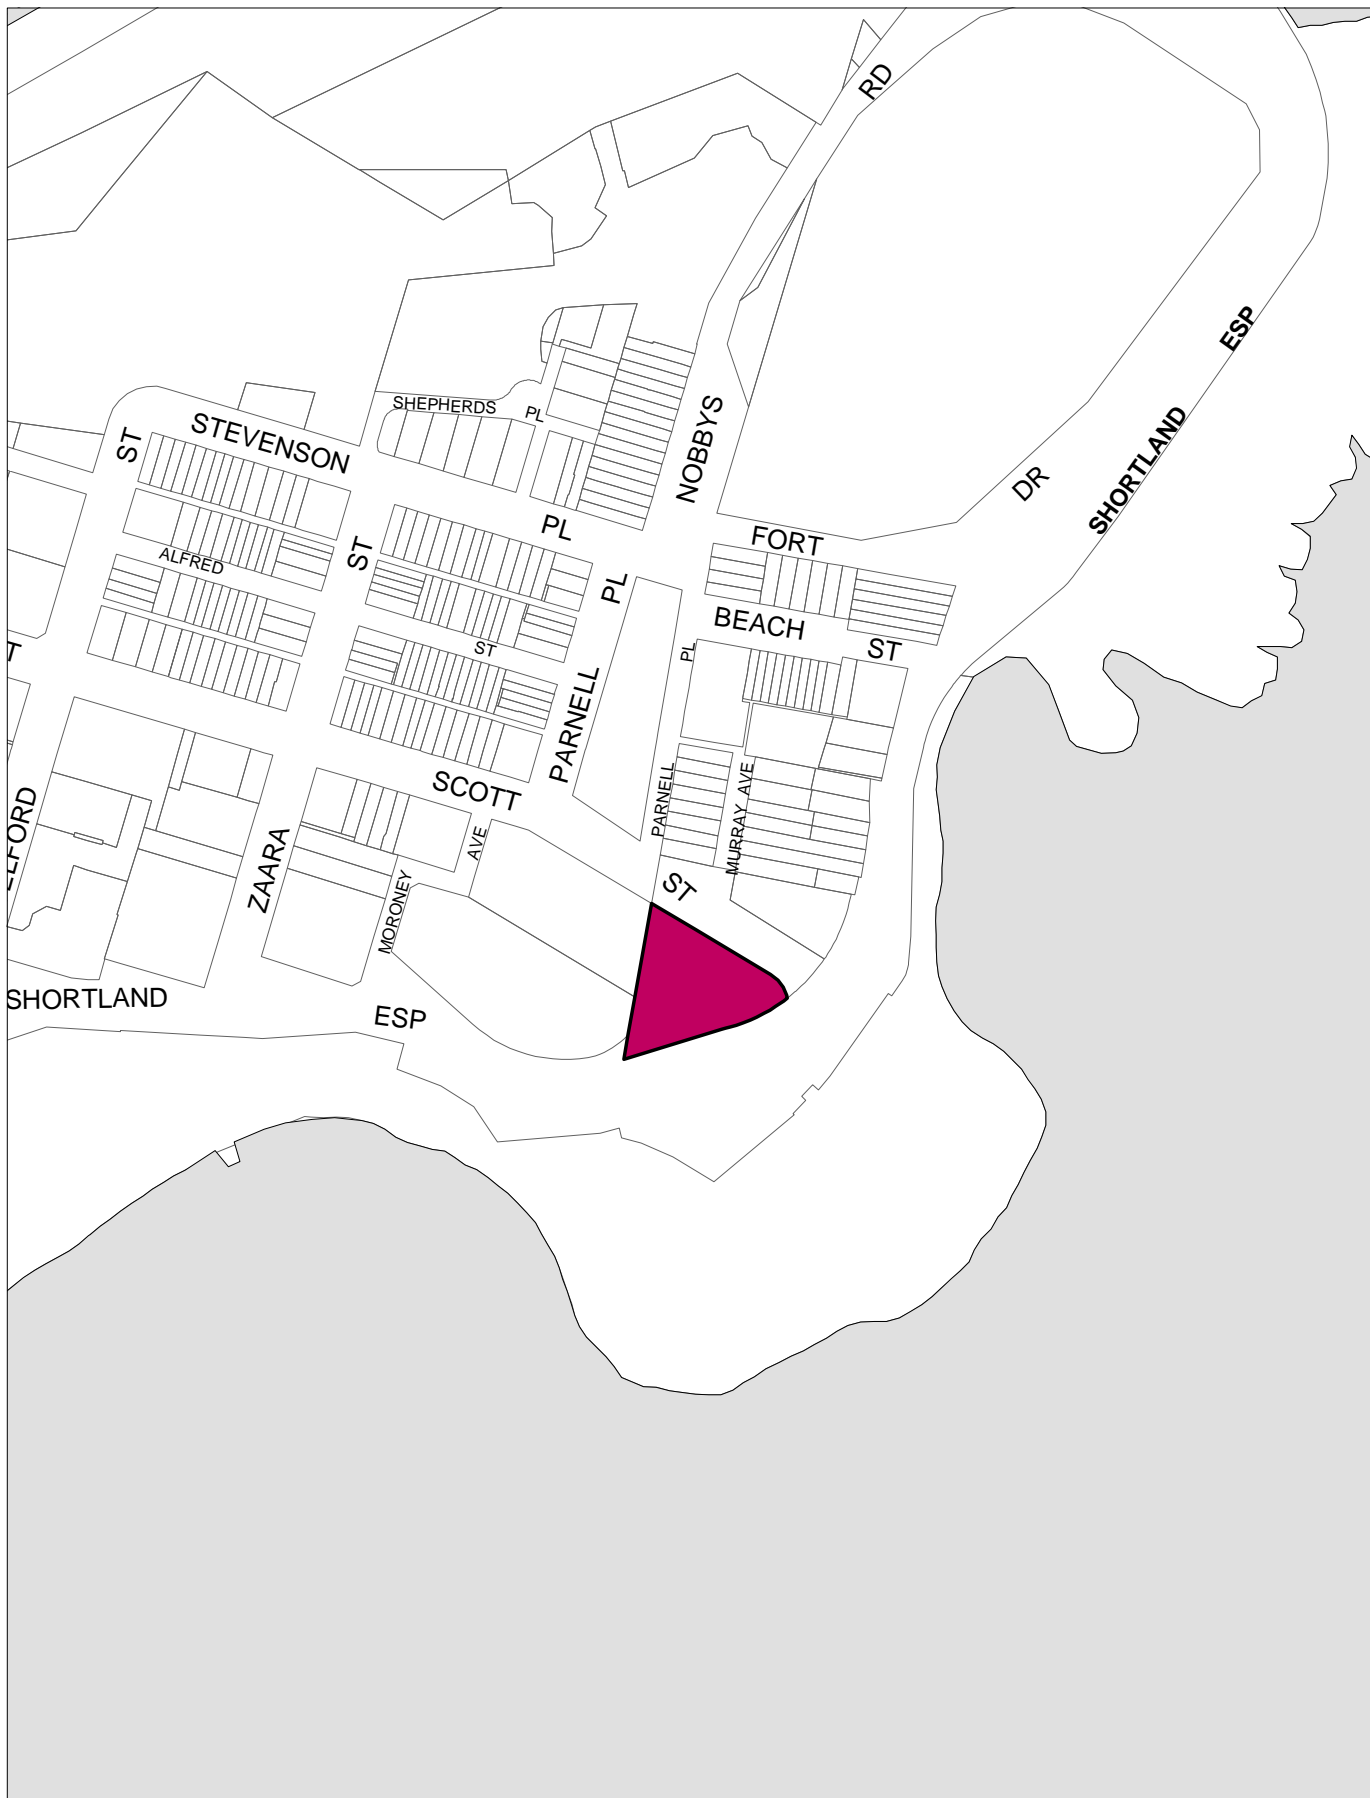 RD
ESP
SHORTLAND
DR
NOBBYS
SHEPHERDS
PL
STEVENSON
PL
ST
ST
ALFRED
ST
FORT
BEACH
ST
PL
PARNELL
PL
PARNELL
MURRAY AVE
SCOTT
ST
ZAARA
MORONEY
AVE
SHORTLAND
ESP